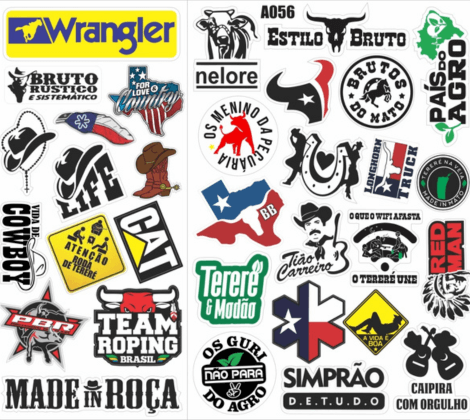 Wrangler
A056
ESTILO BRUTO
nelore
BRUTO
RÚSTICO
E SISTEMÁTICO
FOR
LOVE &
Country
OS MENINO DA PECUÁRIA
BRUTOS
DO MATO
PAÍS DO
AGRO
LIFE
LONGHORN
TRUCK
TERERÉ NA VEIA
MADE IN MATO
VIDA DE
COWBOY
ATENÇÃO
RODA
DE TERERÉ
CAT
BB
Tião
Carreiro
O QUE O WIFI AFASTA
O TERERÉ UNE
RED
MAN
PBR
TEAM
ROPING
BRASIL
Tereré
& Modão
A VIDA É
BOA
OS GURI
NÃO PARA
DO AGRO
SIMPRÃO
DETUDO
CAIPIRA
COM ORGULHO
MADE IN ROÇA